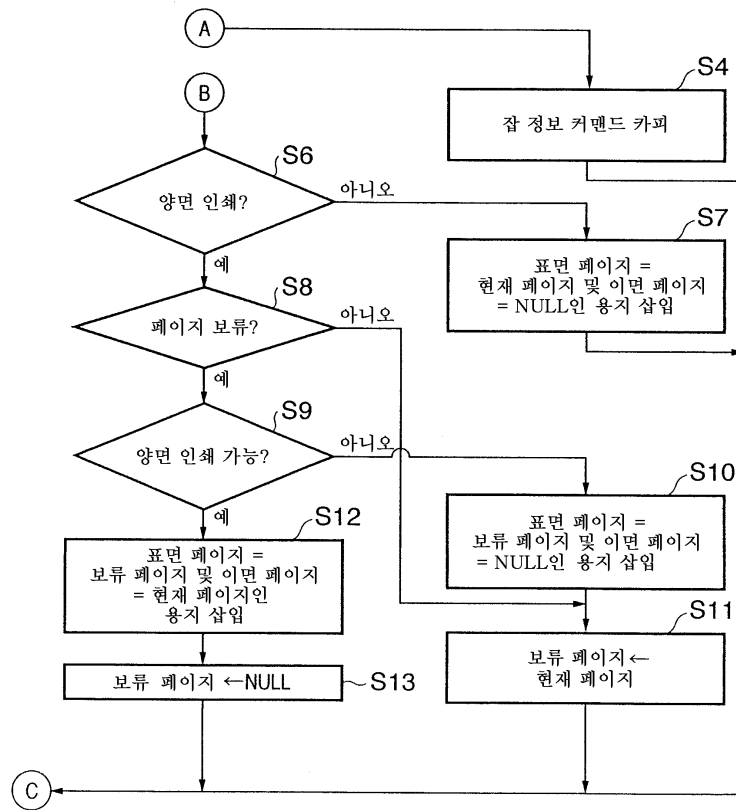 A
S4
잡 정보 커맨드 카피
B
S6
양면 인쇄?
아니오
예
S7
표면 페이지 =
현재 페이지 및 이면 페이지
= NULL인 용지 삽입
S8
페이지 보류?
아니오
예
S9
양면 인쇄 가능?
아니오
예
S10
표면 페이지 =
보류 페이지 및 이면 페이지
= NULL인 용지 삽입
S12
표면 페이지 =
보류 페이지 및 이면 페이지
= 현재 페이지인
용지 삽입
S11
보류 페이지 ←
현재 페이지
보류 페이지 ←NULL
S13
C